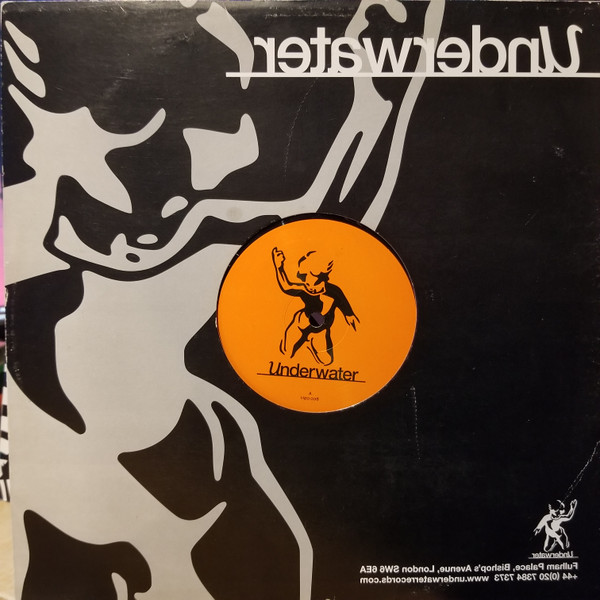 Underwater
Underwater
A
Underwater
Fulham Palace, Bishop's Avenue, London SW6 6EA
+44 (0)20 7384 7373 www.underwaterrecords.com